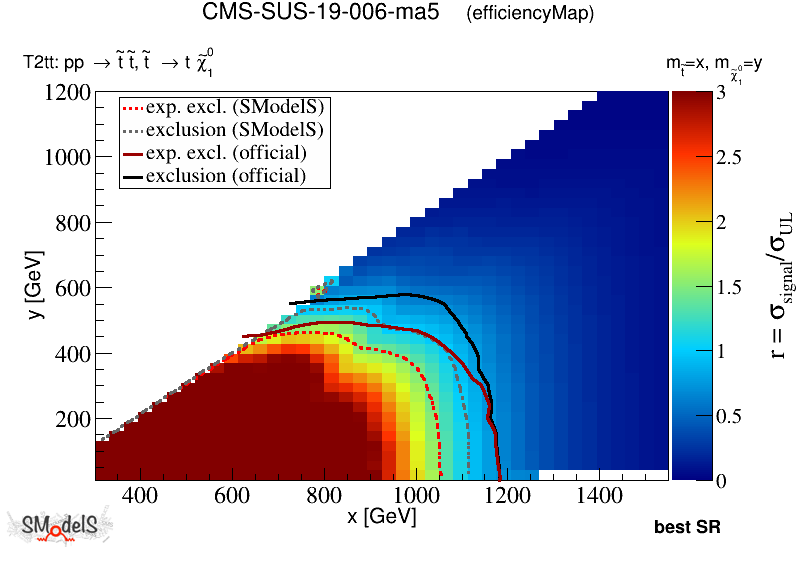 CMS-SUS-19-006-ma5 (efficiencyMap)
T2tt: pp → t̃ t̃, t̃ → t χ̃⁰₁
m_t̃=x, m_χ̃⁰₁=y
exp. excl. (SModelS)
exclusion (SModelS)
exp. excl. (official)
exclusion (official)
1200
1000
800
600
400
200
y [GeV]
400 600 800 1000 1200 1400
x [GeV]
3
2.5
2
1.5
1
0.5
0
r = σ_signal/σ_UL
SModelS
best SR